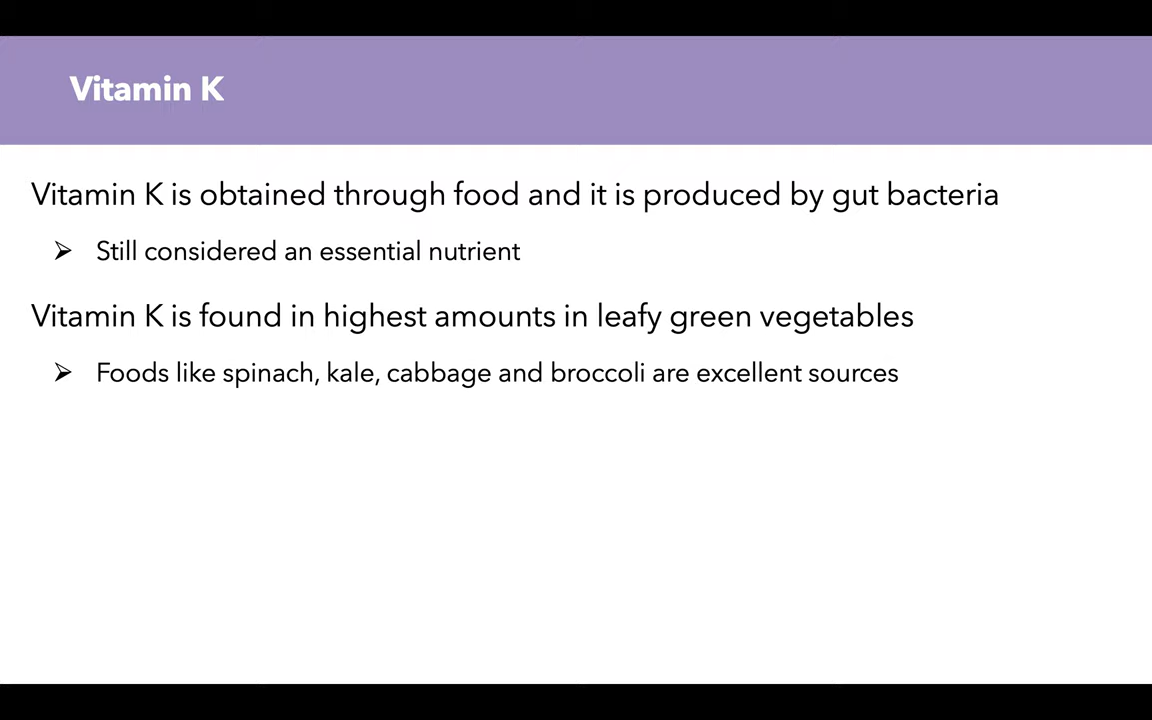 Vitamin K
Vitamin K is obtained through food and it is produced by gut bacteria
➢ Still considered an essential nutrient
Vitamin K is found in highest amounts in leafy green vegetables
➢ Foods like spinach, kale, cabbage and broccoli are excellent sources